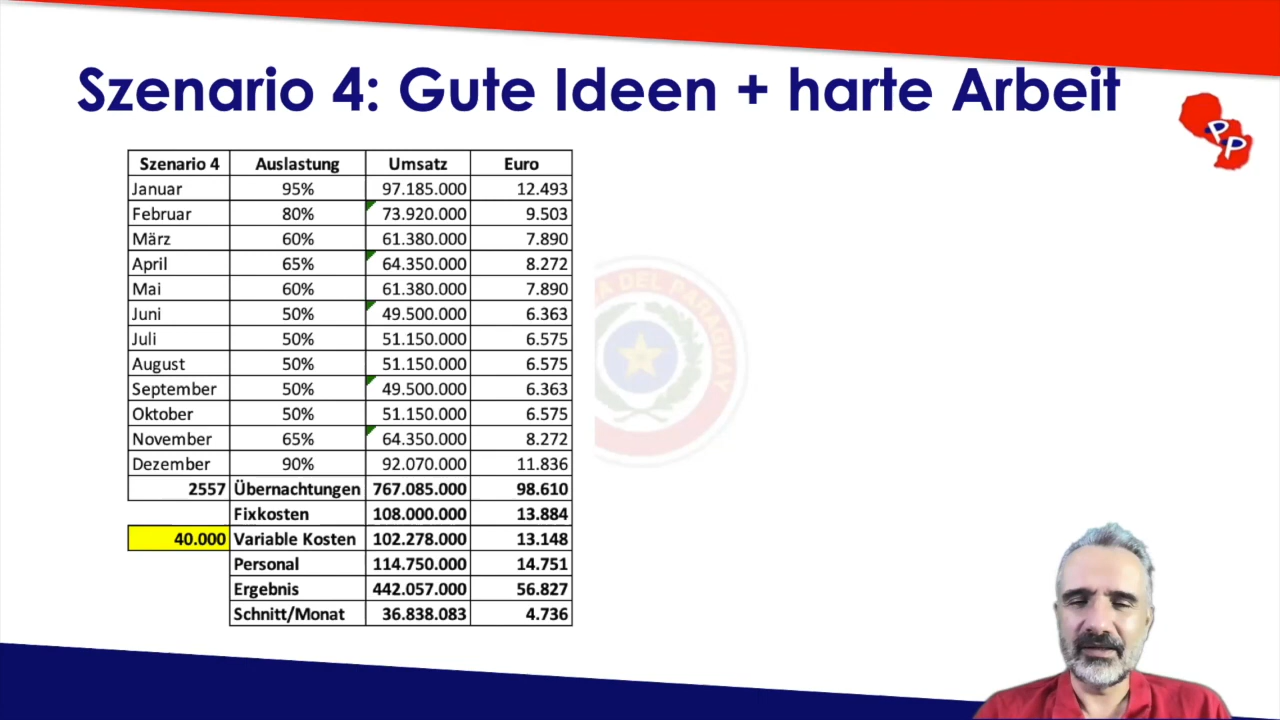 Szenario 4: Gute Ideen + harte Arbeit
PP
Szenario 4 Auslastung Umsatz Euro
Januar 95% 97.185.000 12.493
Februar 80% 73.920.000 9.503
März 60% 61.380.000 7.890
April 65% 64.350.000 8.272
Mai 60% 61.380.000 7.890
Juni 50% 49.500.000 6.363
Juli 50% 51.150.000 6.575
August 50% 51.150.000 6.575
September 50% 49.500.000 6.363
Oktober 50% 51.150.000 6.575
November 65% 64.350.000 8.272
Dezember 90% 92.070.000 11.836
2557 Übernachtungen 767.085.000 98.610
Fixkosten 108.000.000 13.884
40.000 Variable Kosten 102.278.000 13.148
Personal 114.750.000 14.751
Ergebnis 442.057.000 56.827
Schnitt/Monat 36.838.083 4.736
DEL PARAGUAY